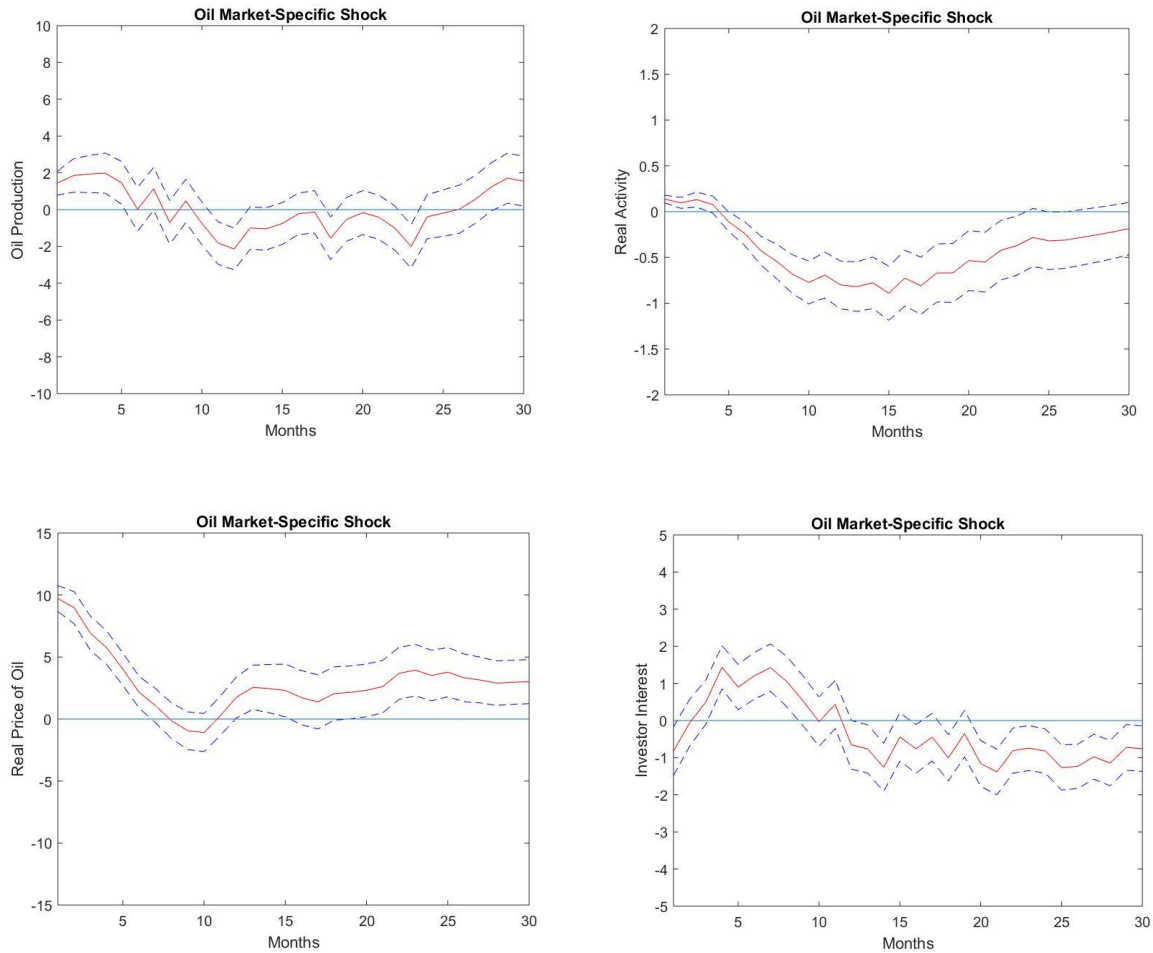 Oil Market-Specific Shock
10
8
6
4
2
0
-2
-4
-6
-8
-10
Oil Production
5 10 15 20 25 30
Months
Oil Market-Specific Shock
2
1.5
1
0.5
0
-0.5
-1
-1.5
-2
Real Activity
5 10 15 20 25 30
Months
Oil Market-Specific Shock
15
10
5
0
-5
-10
-15
Real Price of Oil
5 10 15 20 25 30
Months
Oil Market-Specific Shock
5
4
3
2
1
0
-1
-2
-3
-4
-5
Investor Interest
5 10 15 20 25 30
Months